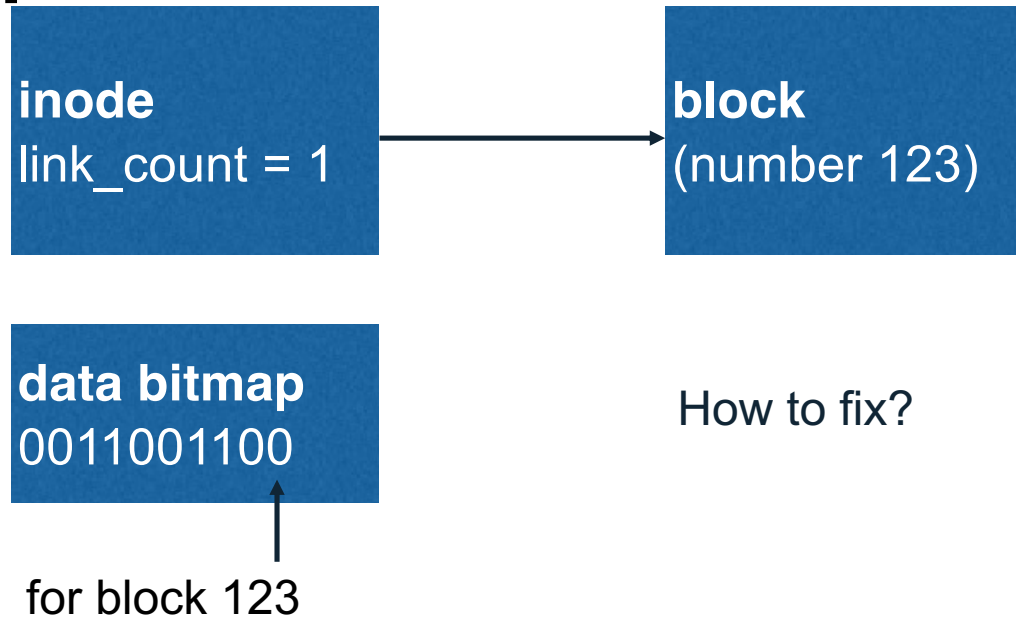 inode
link_count = 1
block
(number 123)
data bitmap
0011001100
How to fix?
for block 123